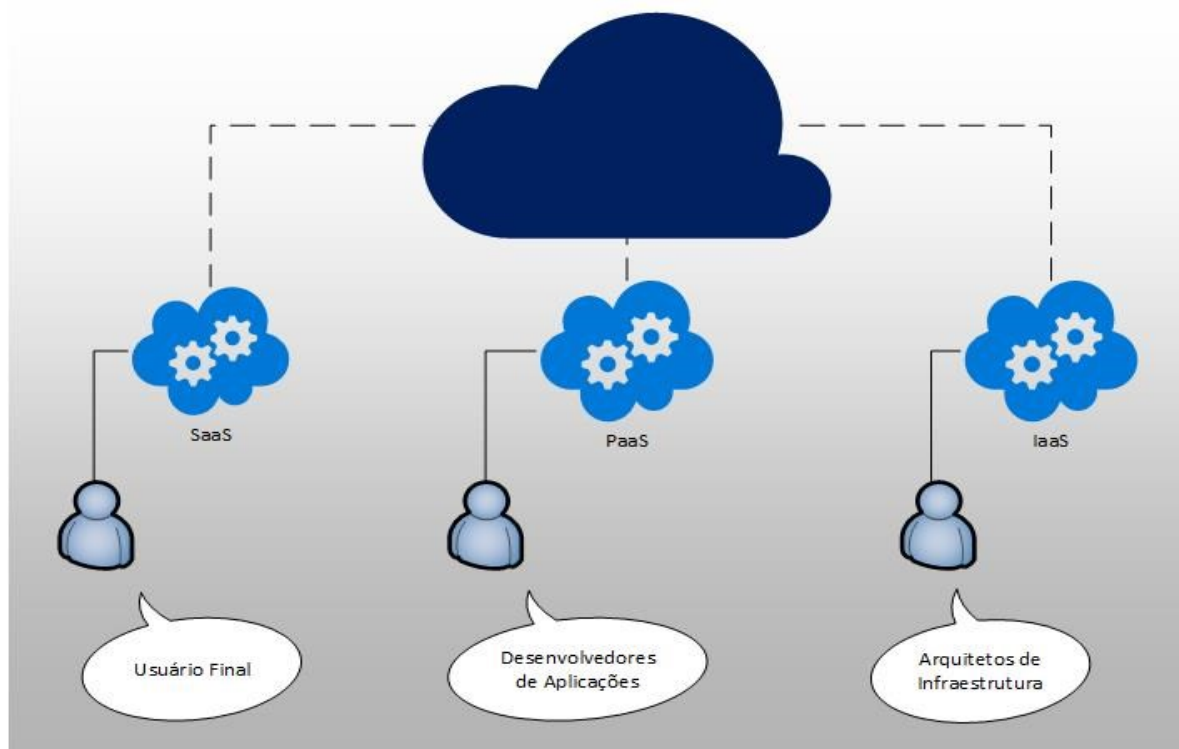 SaaS
PaaS
IaaS
Usuário Final
Desenvolvedores
de Aplicações
Arquitetos de
Infraestrutura